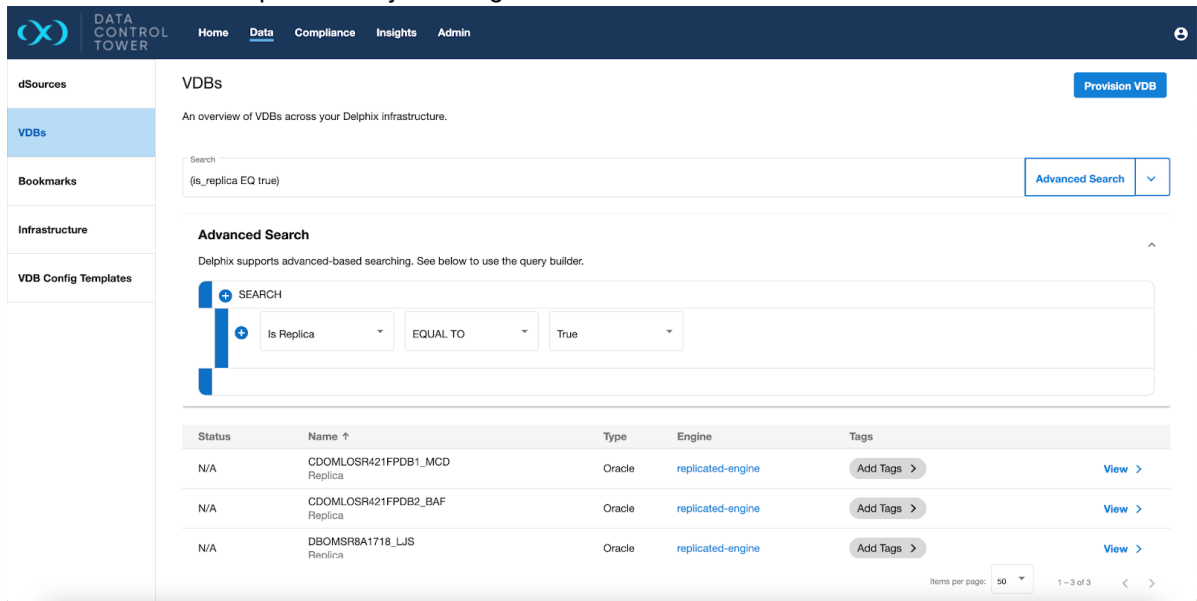 DATA
CONTROL
TOWER
Home Data Compliance Insights Admin
dSources
VDBs
Bookmarks
Infrastructure
VDB Config Templates
VDBs
Provision VDB
An overview of VDBs across your Delphix infrastructure.
Search
(is_replica EQ true)
Advanced Search
Advanced Search
Delphix supports advanced-based searching. See below to use the query builder.
SEARCH
Is Replica EQUAL TO True
Status Name ↑ Type Engine Tags
N/A CDOMLOSR421FPDB1_MCD Oracle replicated-engine Add Tags View
Replica
N/A CDOMLOSR421FPDB2_BAF Oracle replicated-engine Add Tags View
Replica
N/A DBOMSR8A1718_LJS Oracle replicated-engine Add Tags View
Replica
Items per page: 50 1 – 3 of 3